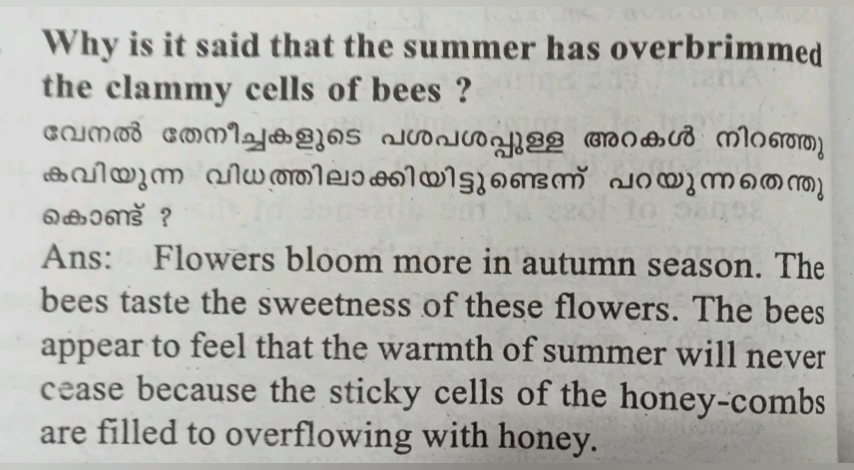 Why is it said that the summer has overbrimmed
the clammy cells of bees ?
വേനൽ തേനീച്ചകളുടെ പശപശപ്പുളള അറകൾ നിറഞ്ഞു
കവിയുന്ന വിധത്തിലാക്കിയിട്ടുണ്ടെന്ന് പറയുന്നതെന്തു
കൊണ്ട് ?
Ans: Flowers bloom more in autumn season. The
bees taste the sweetness of these flowers. The bees
appear to feel that the warmth of summer will never
cease because the sticky cells of the honey-combs
are filled to overflowing with honey.